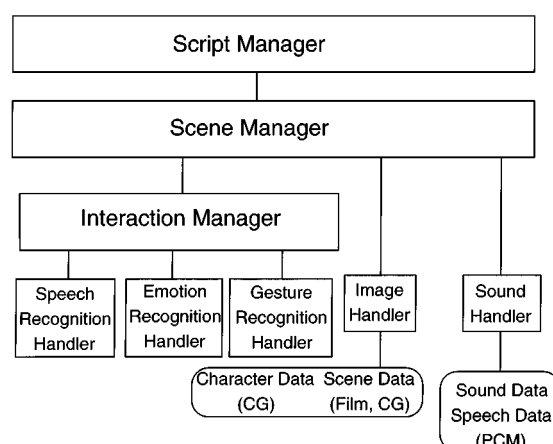 Script Manager
Scene Manager
Interaction Manager
Speech
Recognition
Handler
Emotion
Recognition
Handler
Gesture
Recognition
Handler
Image
Handler
Sound
Handler
Character Data
(CG)
Scene Data
(Film, CG)
Sound Data
Speech Data
(PCM)